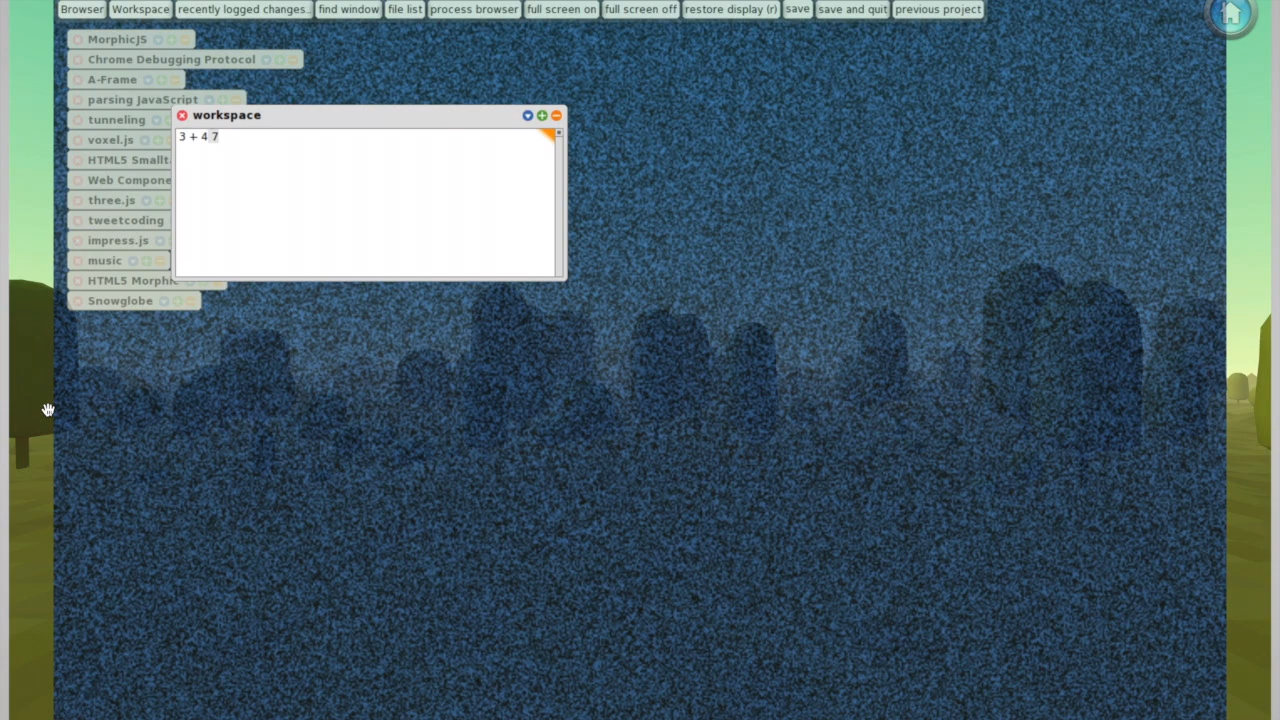 Browser Workspace recently logged changes.. find window file list process browser full screen on full screen off restore display (r) save save and quit previous project
MorphicJS
Chrome Debugging Protocol
A-Frame
parsing JavaScript
workspace
3 + 4 7
tunneling
voxel.js
HTML5 Smallt
Web Compone
three.js
tweetcoding
impress.js
music
HTML5 Morphic
Snowglobe